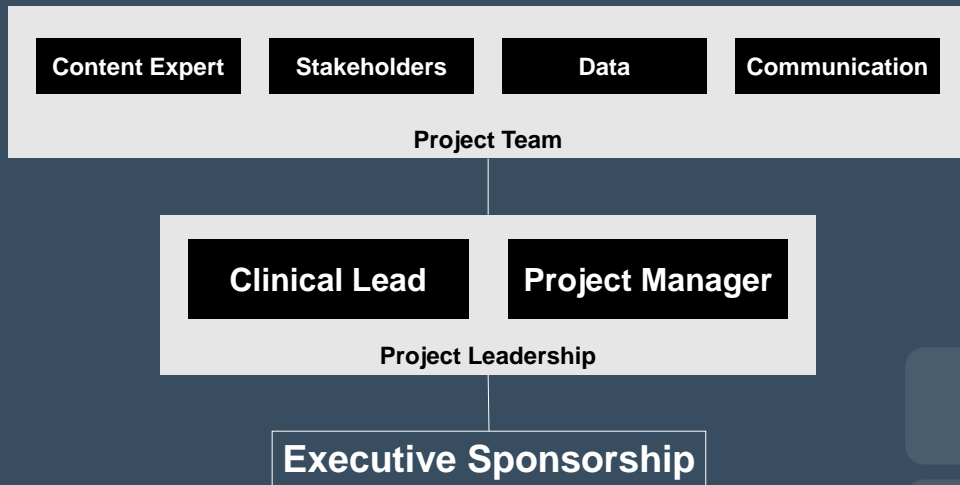 Content Expert
Stakeholders
Data
Communication
Project Team
Clinical Lead
Project Manager
Project Leadership
Executive Sponsorship